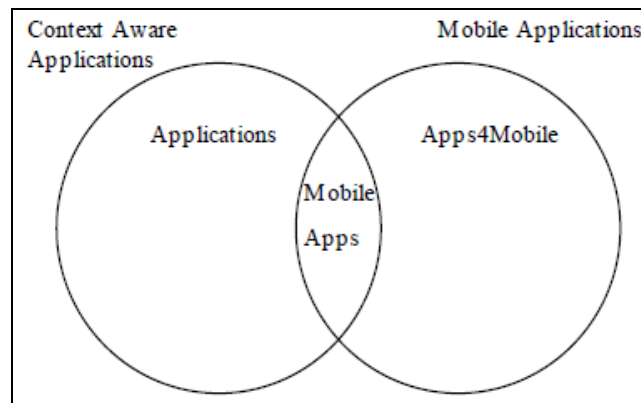 Context Aware
Applications
Mobile Applications
Applications
Apps4Mobile
Mobile
Apps